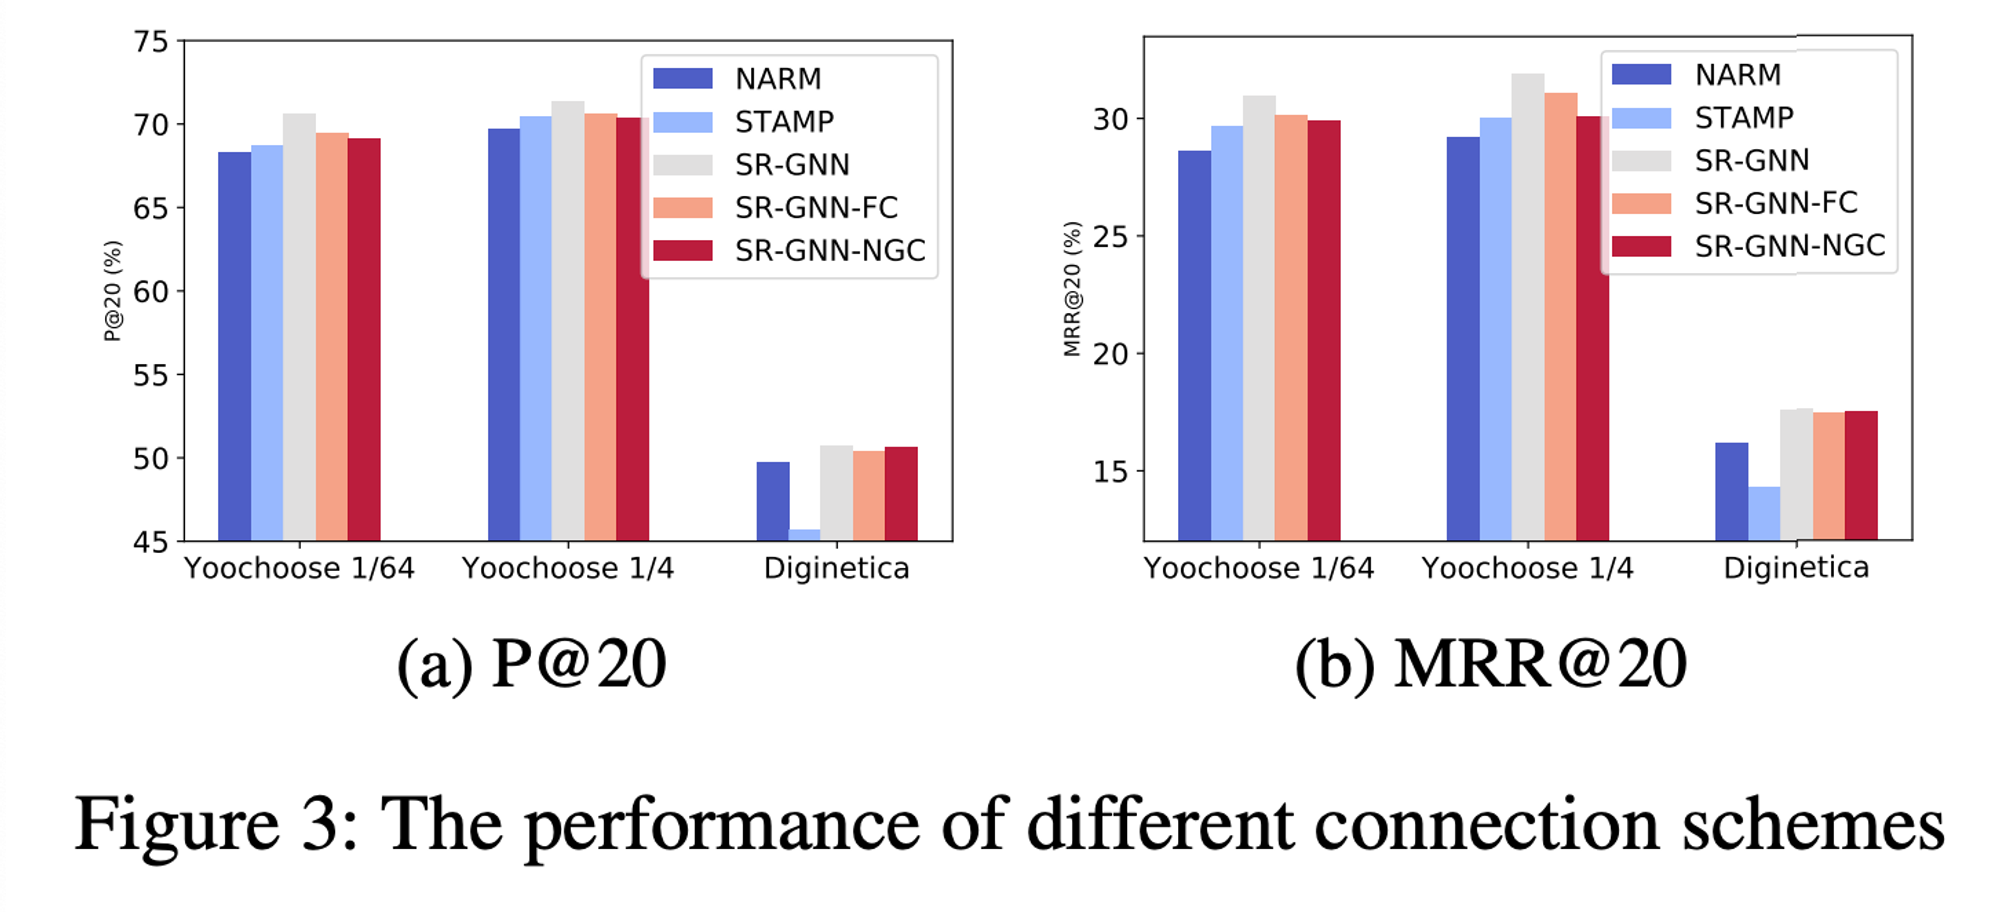 75
70
65
60
55
50
45
P@20 (%)
NARM
STAMP
SR-GNN
SR-GNN-FC
SR-GNN-NGC
Yoochoose 1/64
Yoochoose 1/4
Diginetica
(a) P@20
30
25
20
15
MRR@20 (%)
NARM
STAMP
SR-GNN
SR-GNN-FC
SR-GNN-NGC
Yoochoose 1/64
Yoochoose 1/4
Diginetica
(b) MRR@20
Figure 3: The performance of different connection schemes